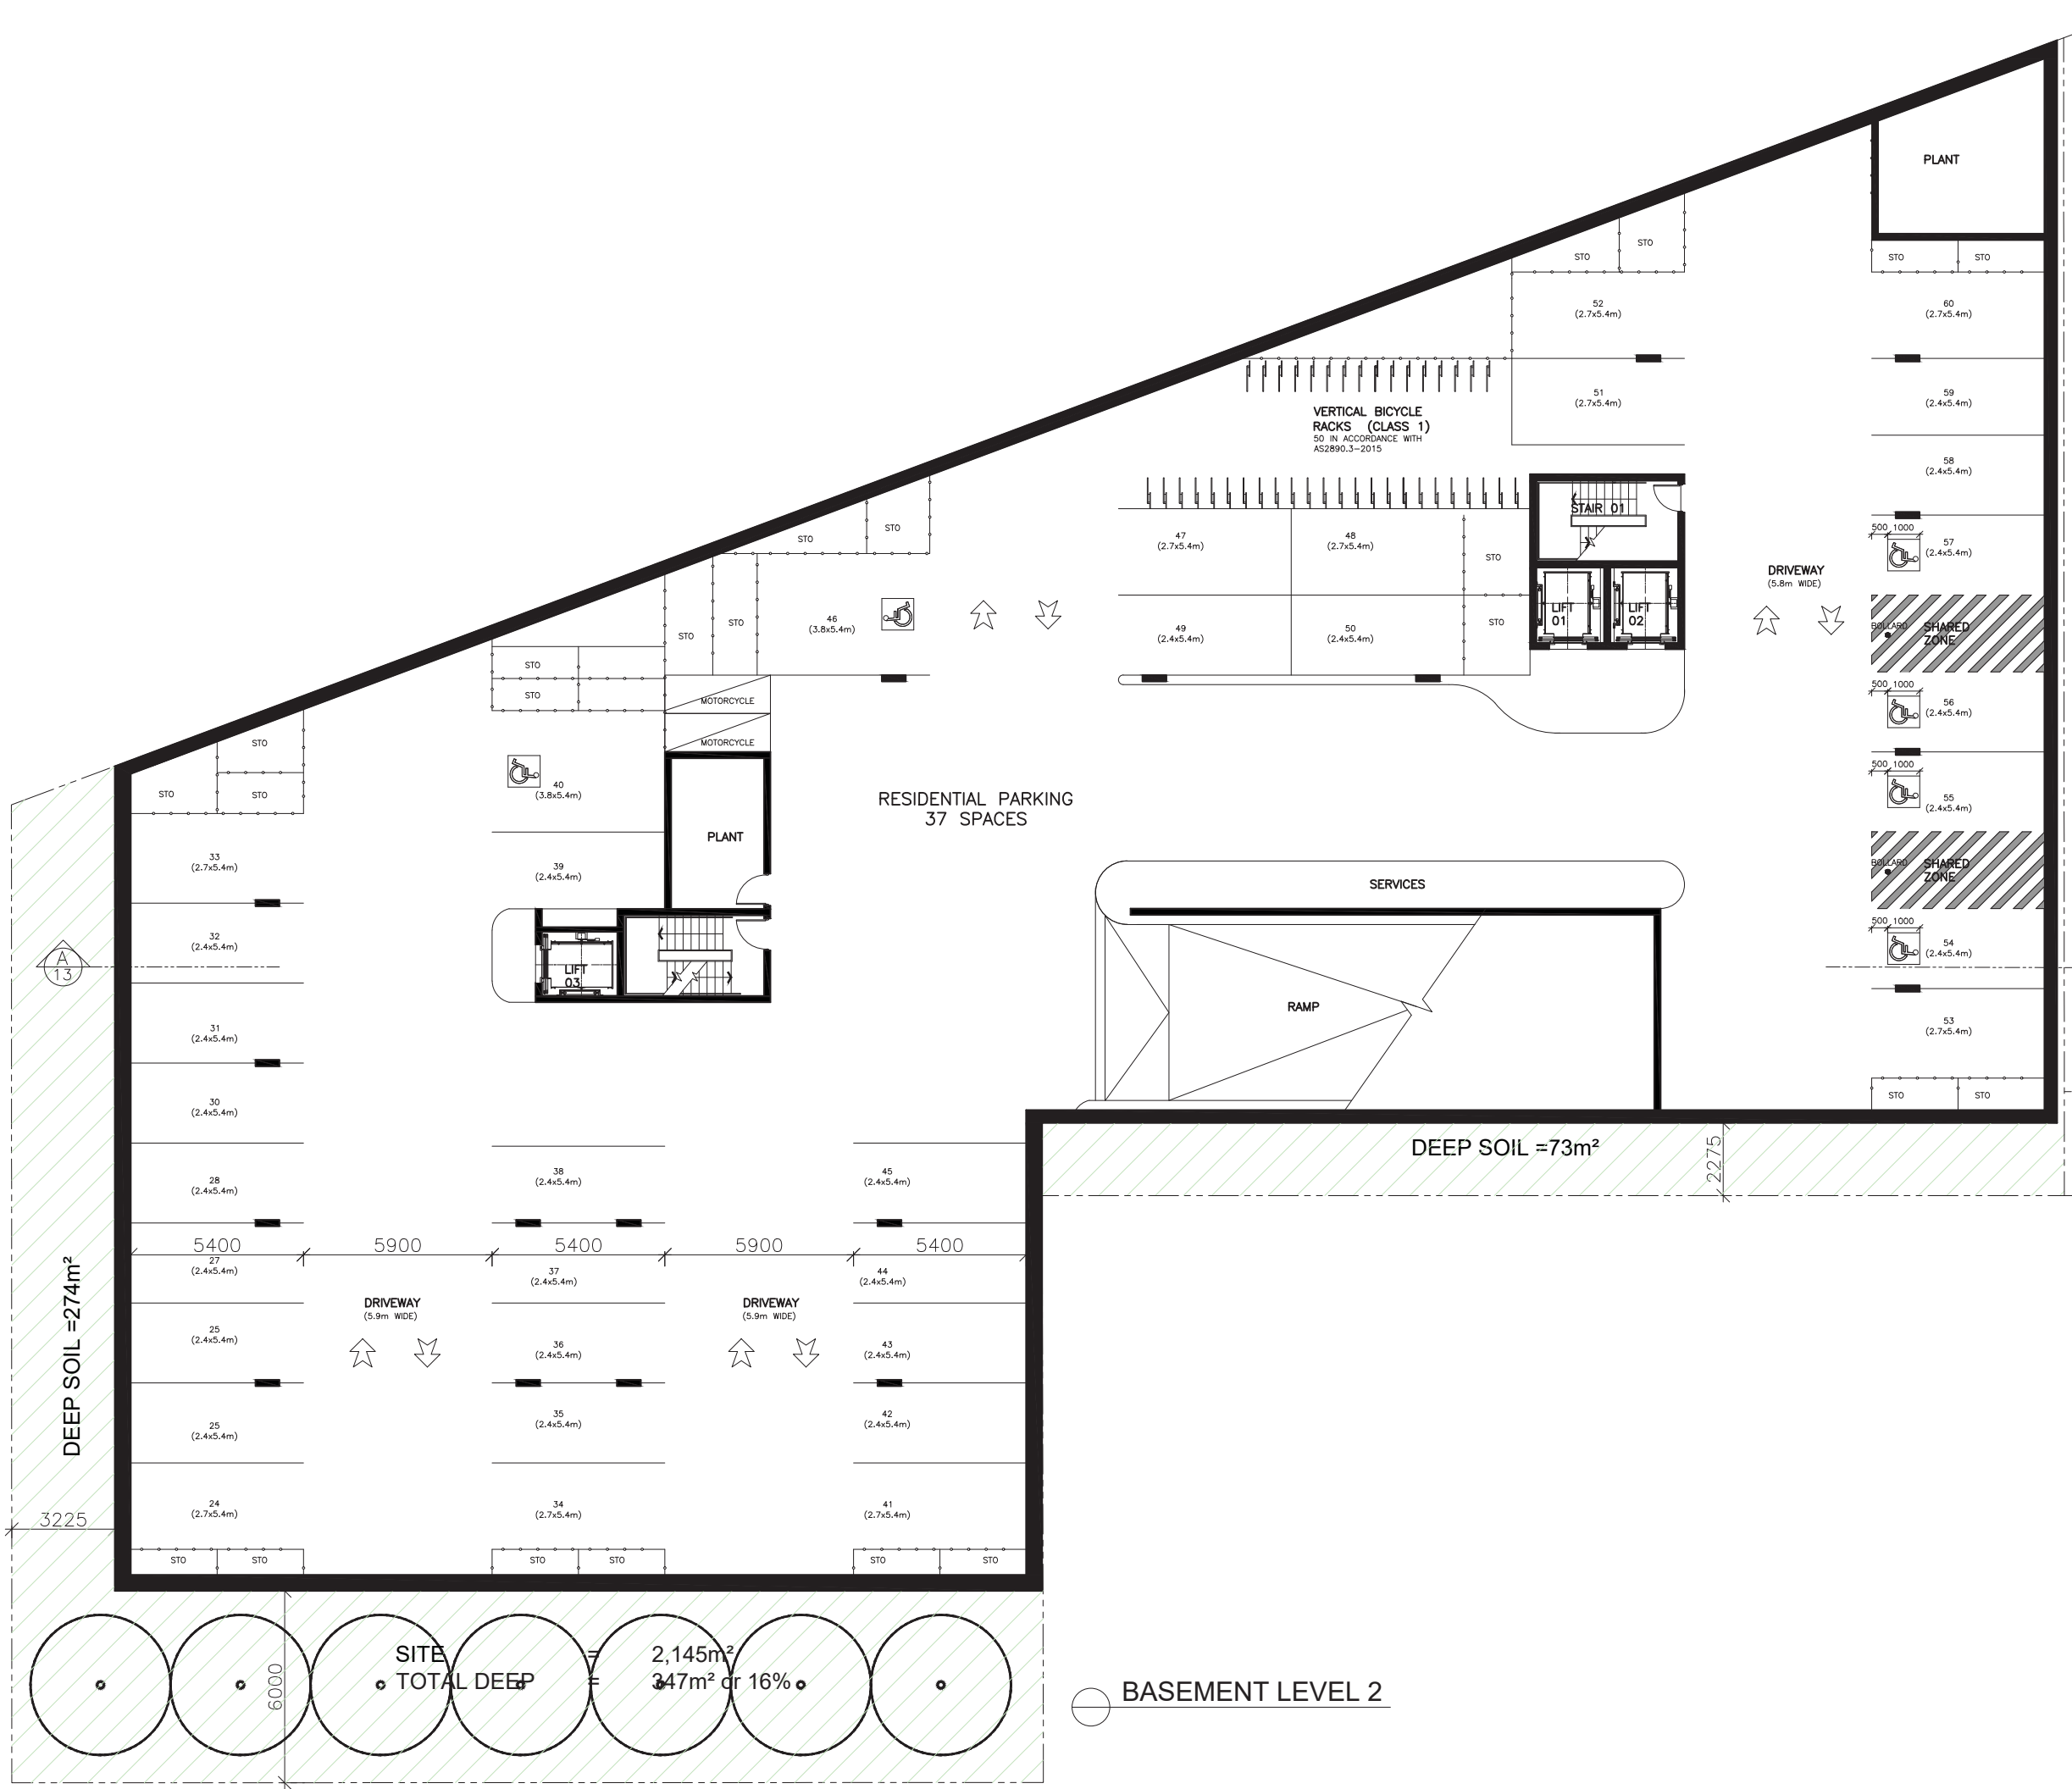 PLANT
STO
STO
STO
STO
52
(2.7x5.4m)
60
(2.7x5.4m)
51
(2.7x5.4m)
59
(2.4x5.4m)
VERTICAL BICYCLE
RACKS (CLASS 1)
50 IN ACCORDANCE WITH
AS2890.3-2015
58
(2.4x5.4m)
STAIR 01
STO
STO
47
(2.7x5.4m)
48
(2.7x5.4m)
STO
500 1000
57
(2.4x5.4m)
DRIVEWAY
(5.8m WIDE)
LIFT
01
LIFT
02
STO
STO
46
(3.8x5.4m)
49
(2.4x5.4m)
50
(2.4x5.4m)
STO
BOLLARD
SHARED
ZONE
STO
STO
MOTORCYCLE
MOTORCYCLE
500 1000
56
(2.4x5.4m)
STO
STO
STO
40
(3.8x5.4m)
RESIDENTIAL PARKING
37 SPACES
500 1000
55
(2.4x5.4m)
PLANT
33
(2.7x5.4m)
39
(2.4x5.4m)
SERVICES
BOLLARD
SHARED
ZONE
32
(2.4x5.4m)
A
13
LIFT
03
500 1000
54
(2.4x5.4m)
RAMP
31
(2.4x5.4m)
53
(2.7x5.4m)
30
(2.4x5.4m)
STO
STO
DEEP SOIL =73m²
2275
28
(2.4x5.4m)
38
(2.4x5.4m)
45
(2.4x5.4m)
5400
5900
5400
5900
5400
27
(2.4x5.4m)
37
(2.4x5.4m)
44
(2.4x5.4m)
DEEP SOIL =274m²
DRIVEWAY
(5.9m WIDE)
DRIVEWAY
(5.9m WIDE)
25
(2.4x5.4m)
36
(2.4x5.4m)
43
(2.4x5.4m)
25
(2.4x5.4m)
35
(2.4x5.4m)
42
(2.4x5.4m)
24
(2.7x5.4m)
34
(2.7x5.4m)
41
(2.7x5.4m)
3225
STO
STO
STO
STO
STO
STO
6000
SITE = 2,145m²
TOTAL DEEP = 347m² or 16%
BASEMENT LEVEL 2